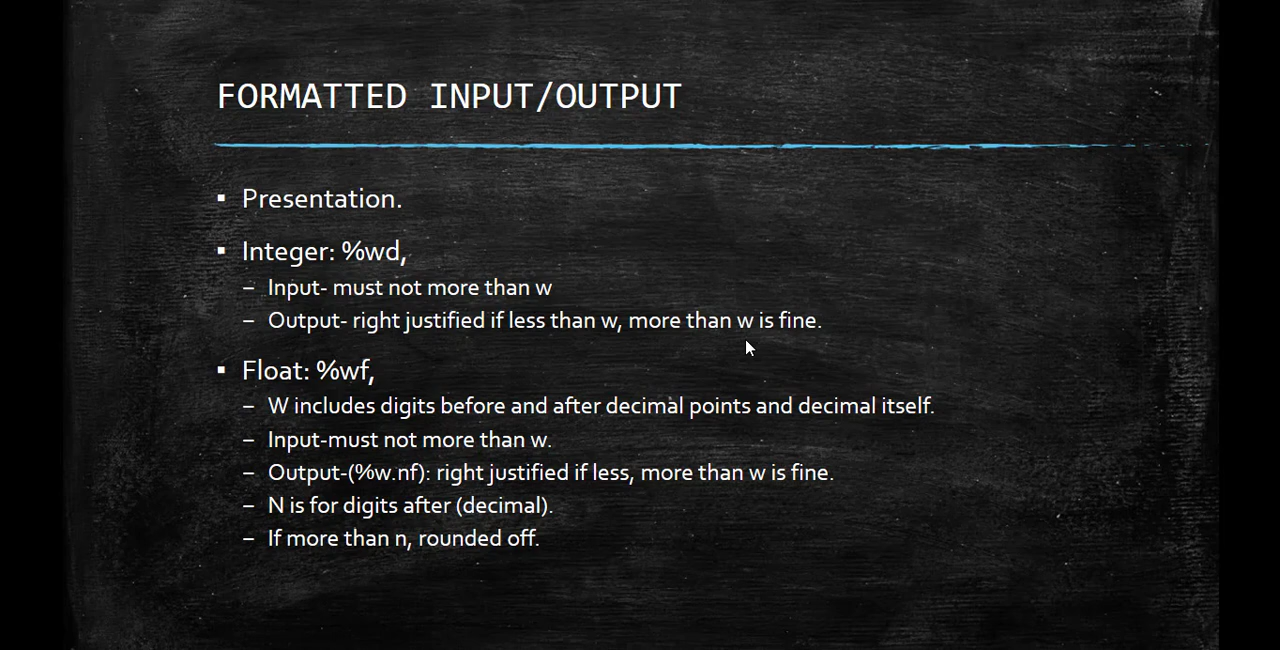 FORMATTED INPUT/OUTPUT
▪ Presentation.
▪ Integer: %wd,
– Input- must not more than w
– Output- right justified if less than w, more than w is fine.
▪ Float: %wf,
– W includes digits before and after decimal points and decimal itself.
– Input-must not more than w.
– Output-(%w.nf): right justified if less, more than w is fine.
– N is for digits after (decimal).
– If more than n, rounded off.